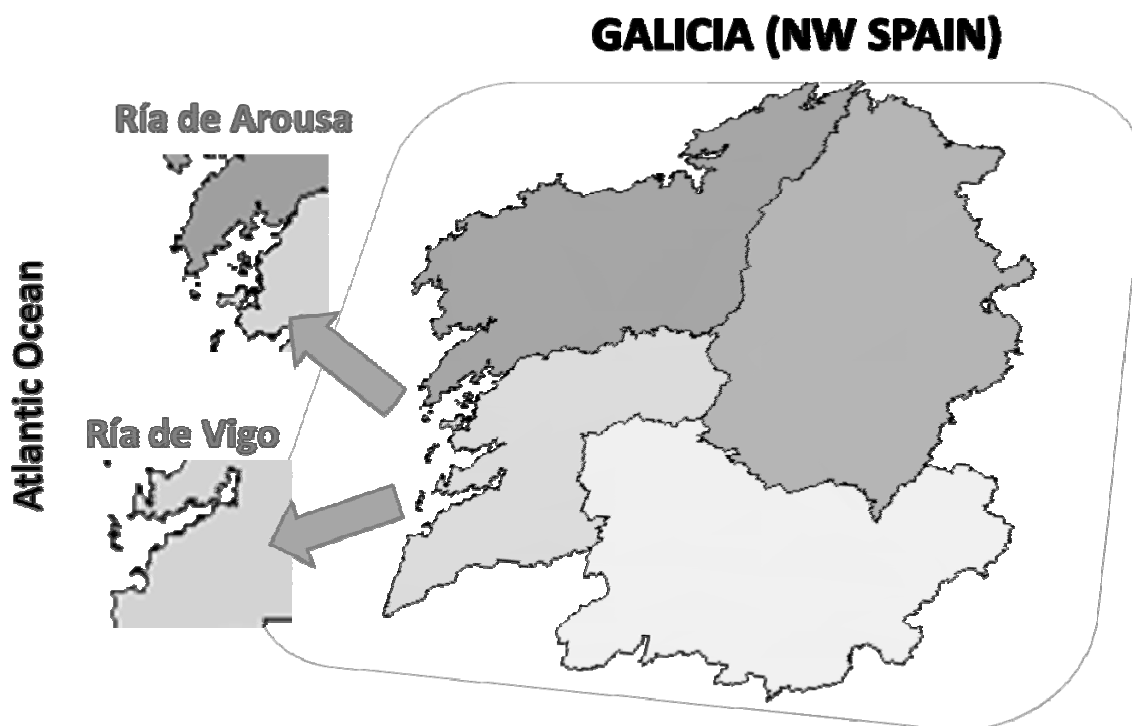 GALICIA (NW SPAIN)
Ría de Arousa
Atlantic Ocean
Ría de Vigo